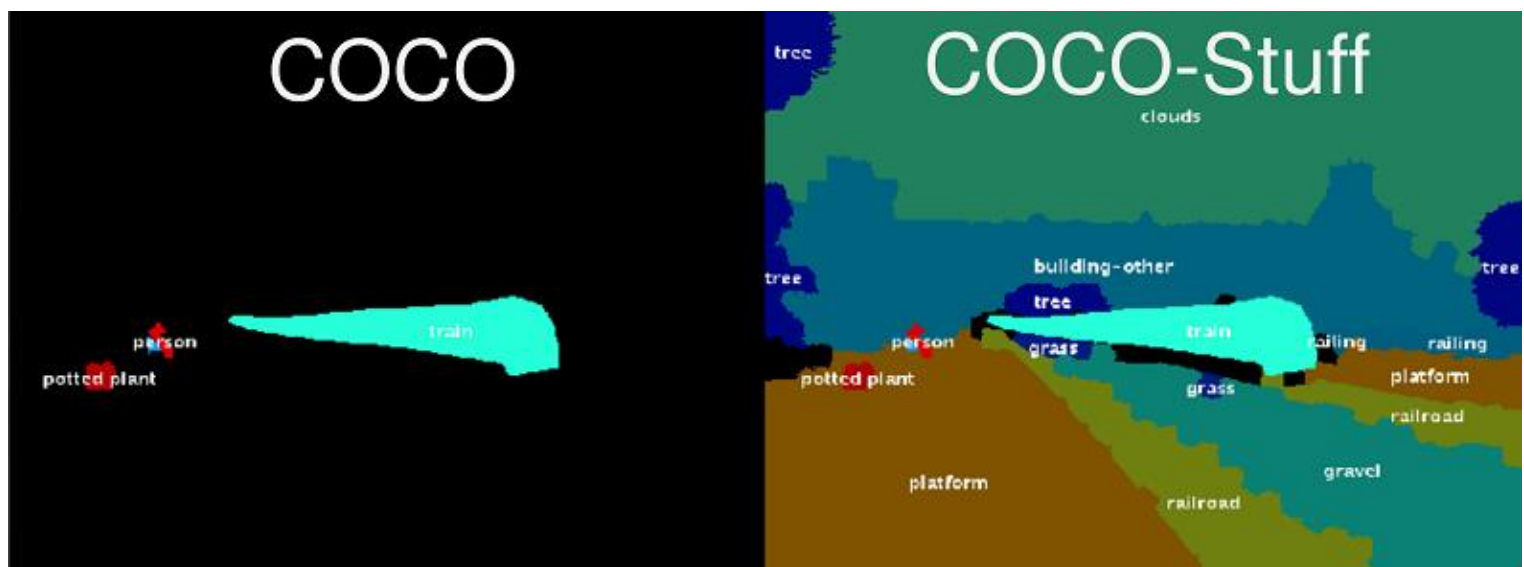 COCO
person
train
potted plant
COCO-Stuff
tree
clouds
building-other
tree
tree
tree
train
person
grass
railing
railing
potted plant
grass
platform
railroad
gravel
platform
railroad